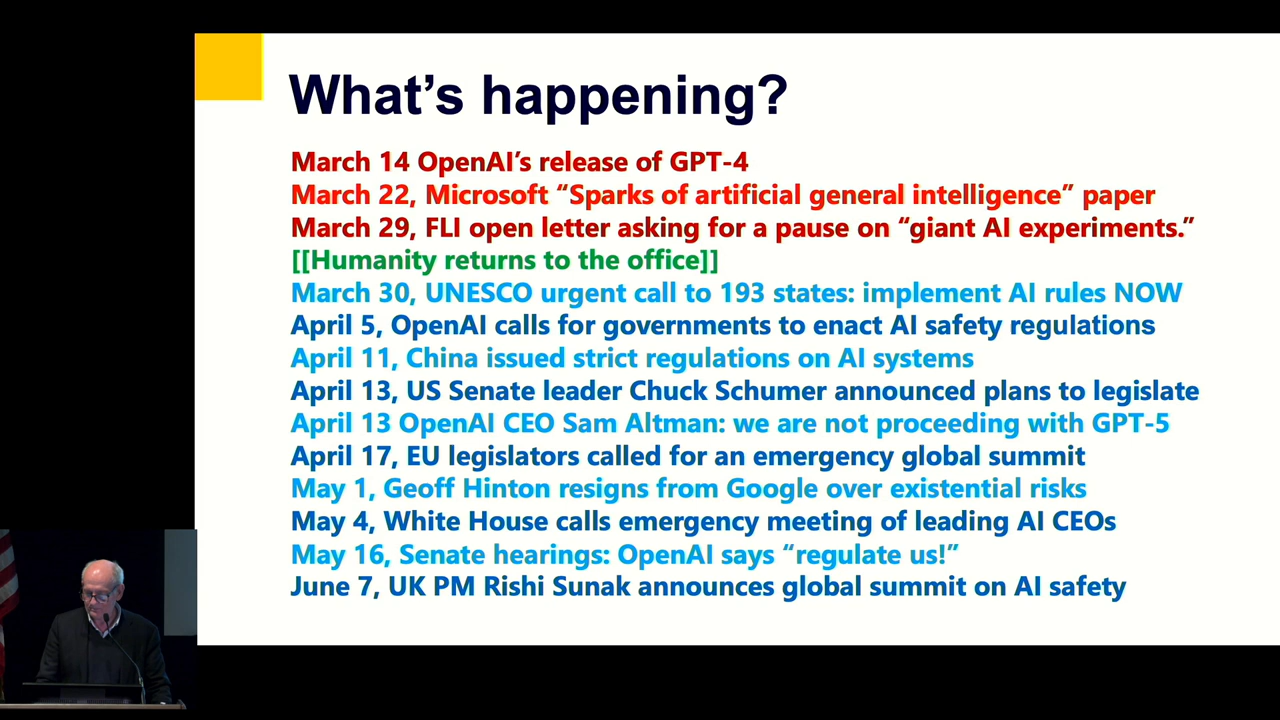 What’s happening?
March 14 OpenAI’s release of GPT-4
March 22, Microsoft “Sparks of artificial general intelligence” paper
March 29, FLI open letter asking for a pause on “giant AI experiments.”
[[Humanity returns to the office]]
March 30, UNESCO urgent call to 193 states: implement AI rules NOW
April 5, OpenAI calls for governments to enact AI safety regulations
April 11, China issued strict regulations on AI systems
April 13, US Senate leader Chuck Schumer announced plans to legislate
April 13 OpenAI CEO Sam Altman: we are not proceeding with GPT-5
April 17, EU legislators called for an emergency global summit
May 1, Geoff Hinton resigns from Google over existential risks
May 4, White House calls emergency meeting of leading AI CEOs
May 16, Senate hearings: OpenAI says “regulate us!”
June 7, UK PM Rishi Sunak announces global summit on AI safety